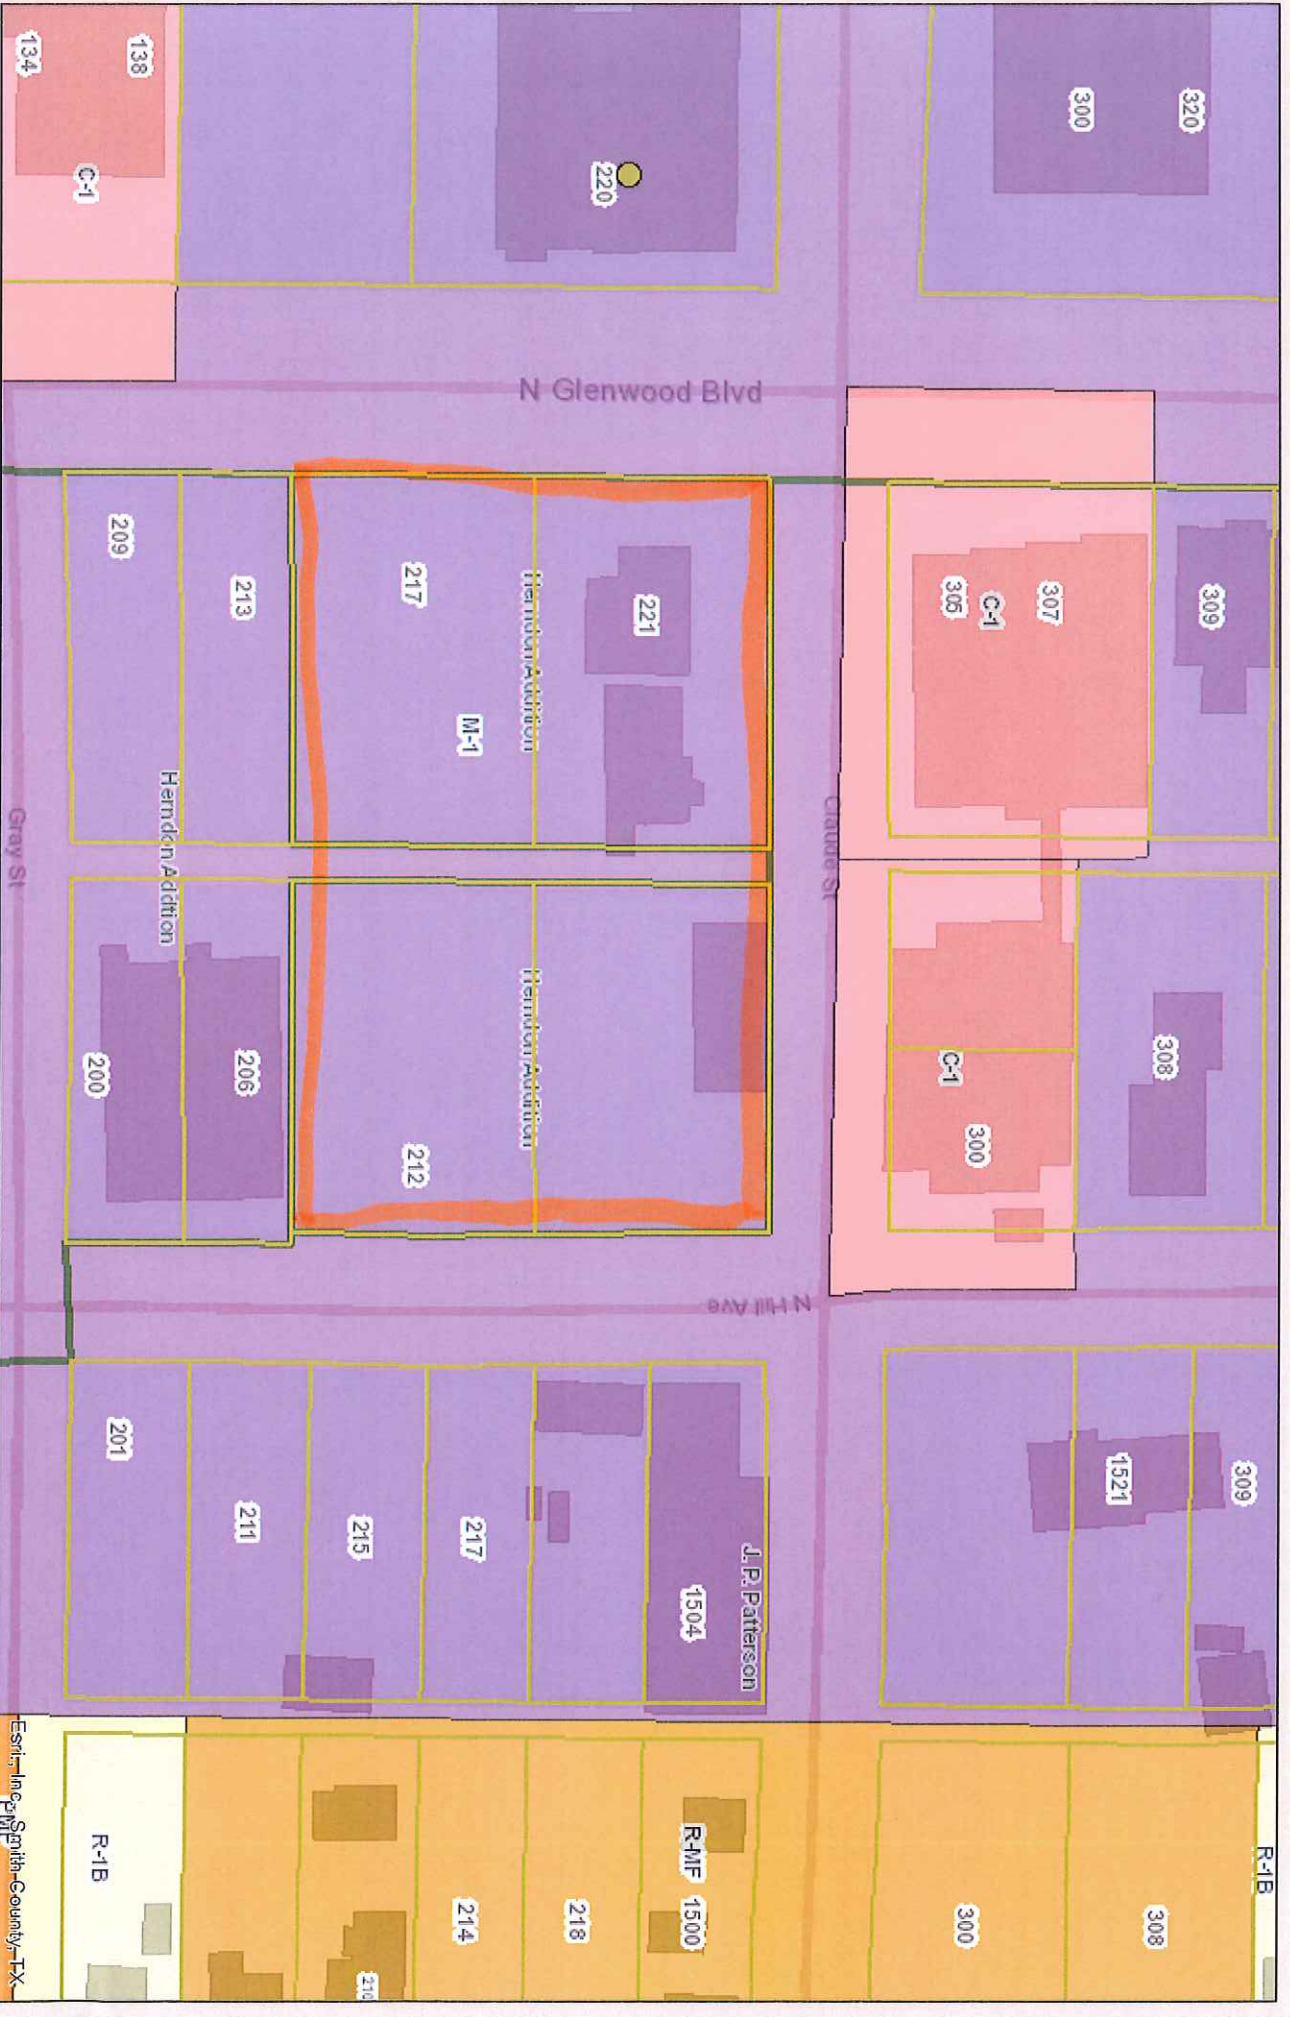 R-1B
309
309
320
308
308
1521
300
307
C-1
300
300
305
C-1
Claude St
N Hill Ave
N Glenwood Blvd
J. P. Patterson
1504
R-MF
1500
221
220
218
Herndon Addition
Herndon Addition
217
M-1
214
217
212
210
215
213
206
211
Herndon Addition
138
209
201
200
R-1B
C-1
134
Gray St
Esri, Inc., Smith County, TX